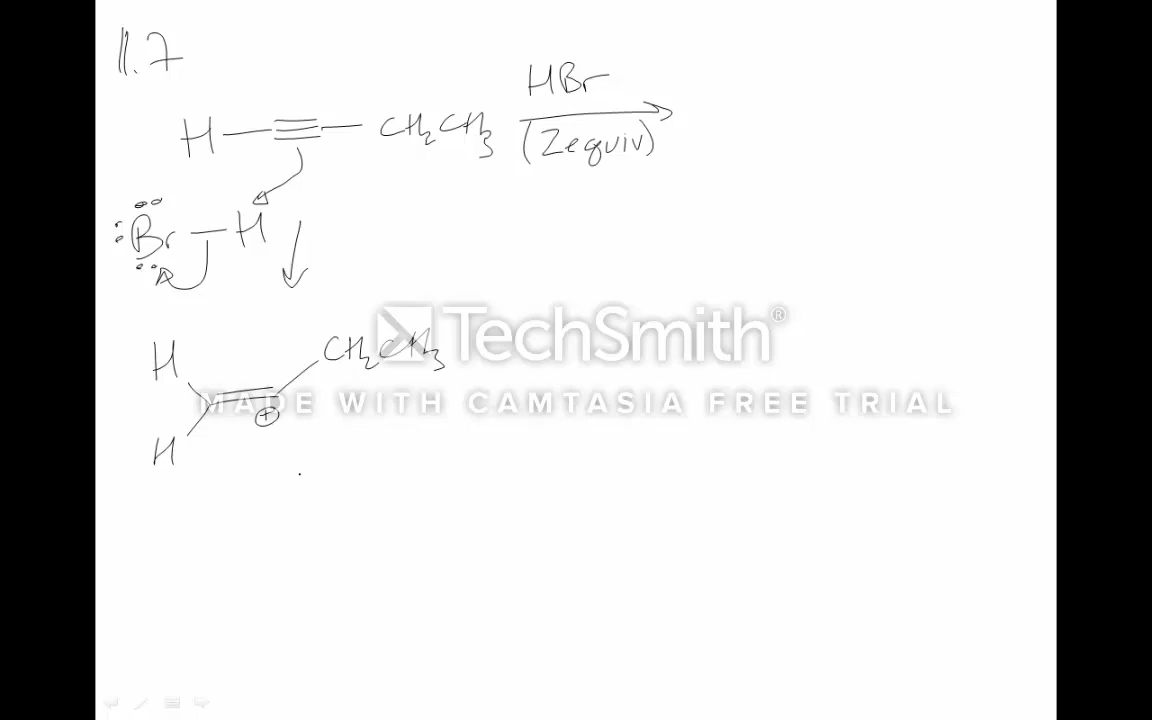 11.7
HBr
H CH2CH3
(2equiv)
Br H
H CH2CH3
TechSmith®
MADE WITH CAMTASIA FREE TRIAL
+
H